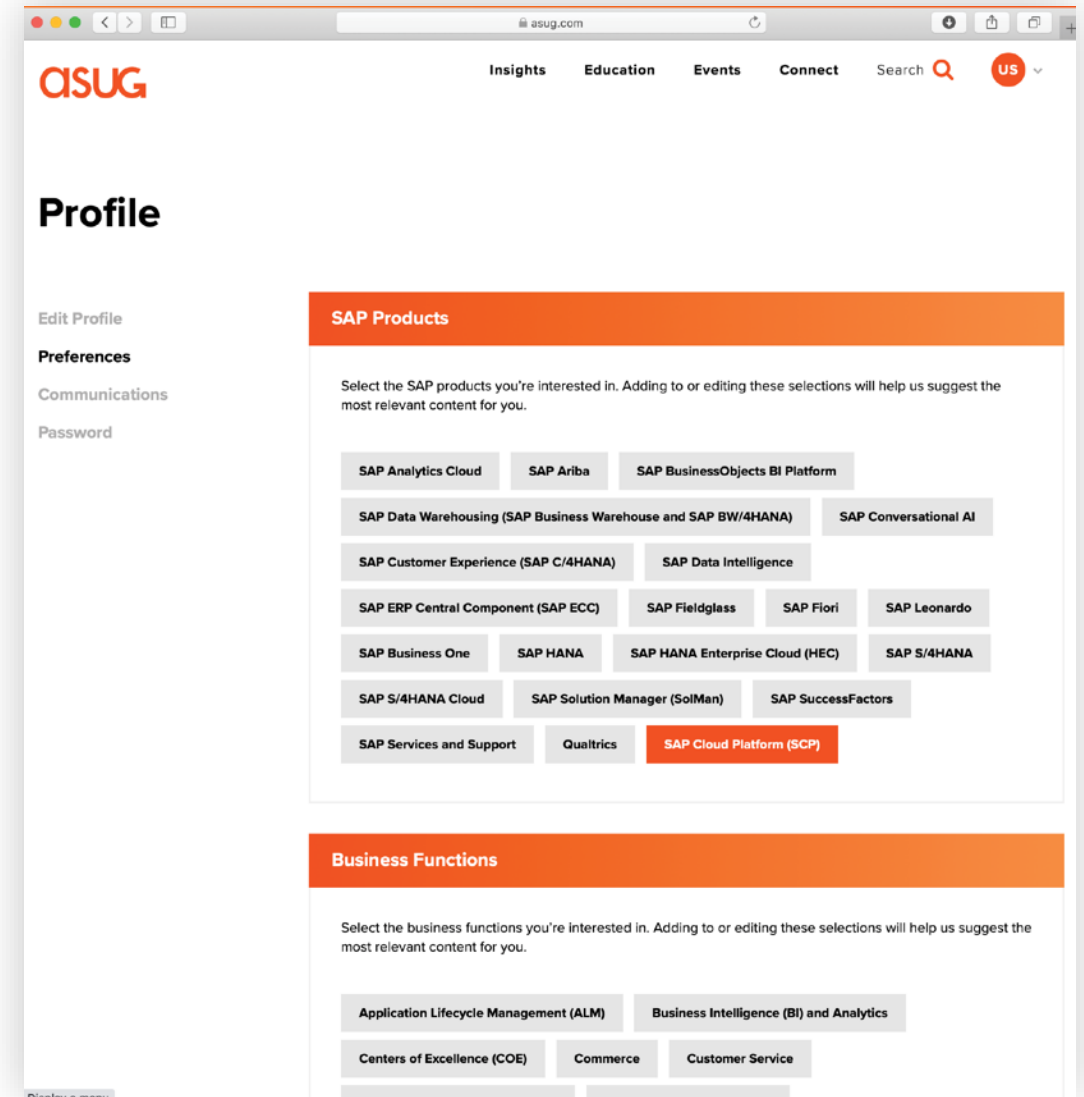 asug.com
asug
Insights Education Events Connect Search US
Profile
Edit Profile
Preferences
Communications
Password
SAP Products
Select the SAP products you're interested in. Adding to or editing these selections will help us suggest the
most relevant content for you.
SAP Analytics Cloud SAP Ariba SAP BusinessObjects BI Platform
SAP Data Warehousing (SAP Business Warehouse and SAP BW/4HANA) SAP Conversational AI
SAP Customer Experience (SAP C/4HANA) SAP Data Intelligence
SAP ERP Central Component (SAP ECC) SAP Fieldglass SAP Fiori SAP Leonardo
SAP Business One SAP HANA SAP HANA Enterprise Cloud (HEC) SAP S/4HANA
SAP S/4HANA Cloud SAP Solution Manager (SolMan) SAP SuccessFactors
SAP Services and Support Qualtrics SAP Cloud Platform (SCP)
Business Functions
Select the business functions you're interested in. Adding to or editing these selections will help us suggest the
most relevant content for you.
Application Lifecycle Management (ALM) Business Intelligence (BI) and Analytics
Centers of Excellence (COE) Commerce Customer Service
Display a menu